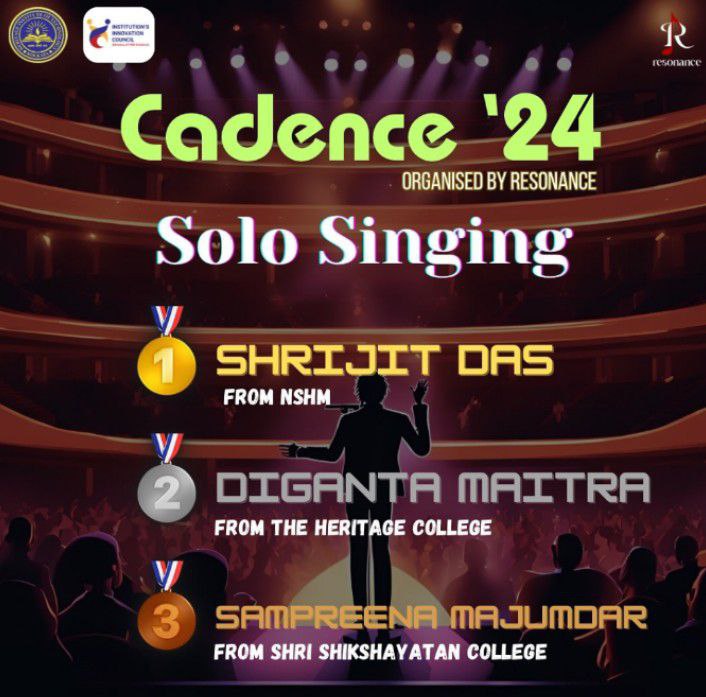 INSTITUTION'S
INNOVATION
COUNCIL
R
resonance
Cadence '24
ORGANISED BY RESONANCE
Solo Singing
1
SHRIJIT DAS
FROM NSHM
2
DIGANTA MAITRA
FROM THE HERITAGE COLLEGE
3
SAMPREENA MAJUMDAR
FROM SHRI SHIKSHAYATAN COLLEGE